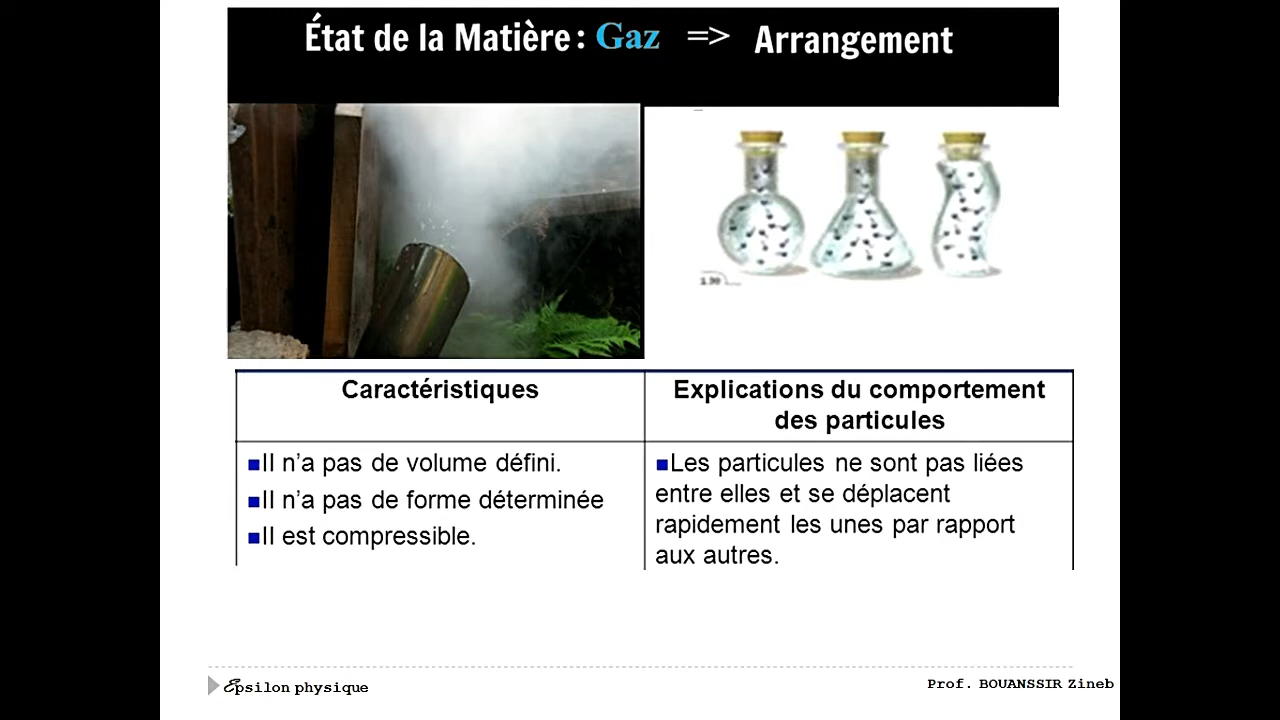 État de la Matière : Gaz => Arrangement
Caractéristiques
Explications du comportement
des particules
Il n’a pas de volume défini.
Il n’a pas de forme déterminée
Il est compressible.
Les particules ne sont pas liées
entre elles et se déplacent
rapidement les unes par rapport
aux autres.
Epsilon physique
Prof. BOUANSSIR Zineb